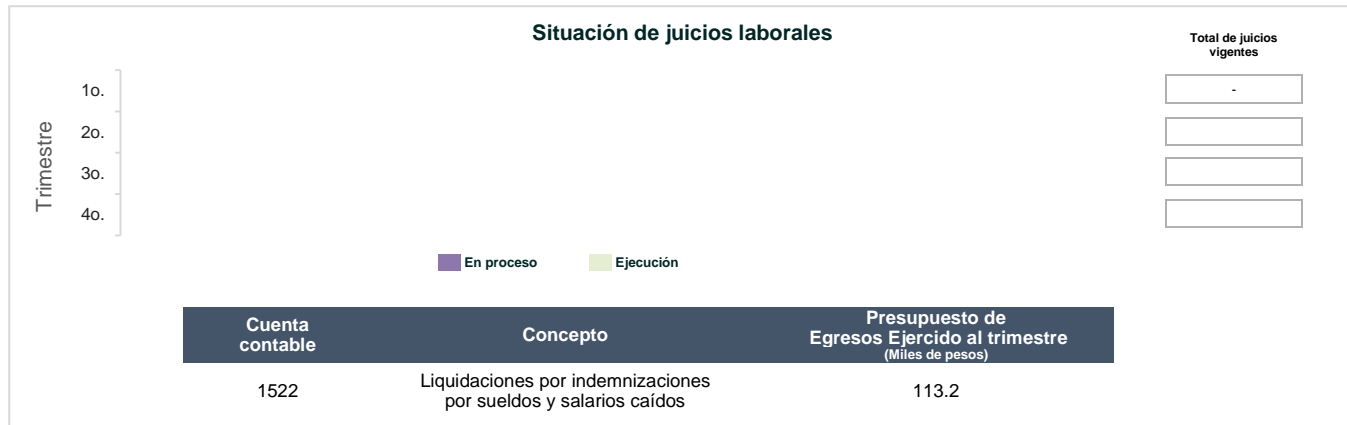 Situación de juicios laborales
Total de juicios
vigentes
Trimestre
1o.
-
2o.
3o.
4o.
En proceso
Ejecución
Cuenta
contable
Concepto
Presupuesto de
Egresos Ejercido al trimestre
(Miles de pesos)
1522
Liquidaciones por indemnizaciones
por sueldos y salarios caídos
113.2